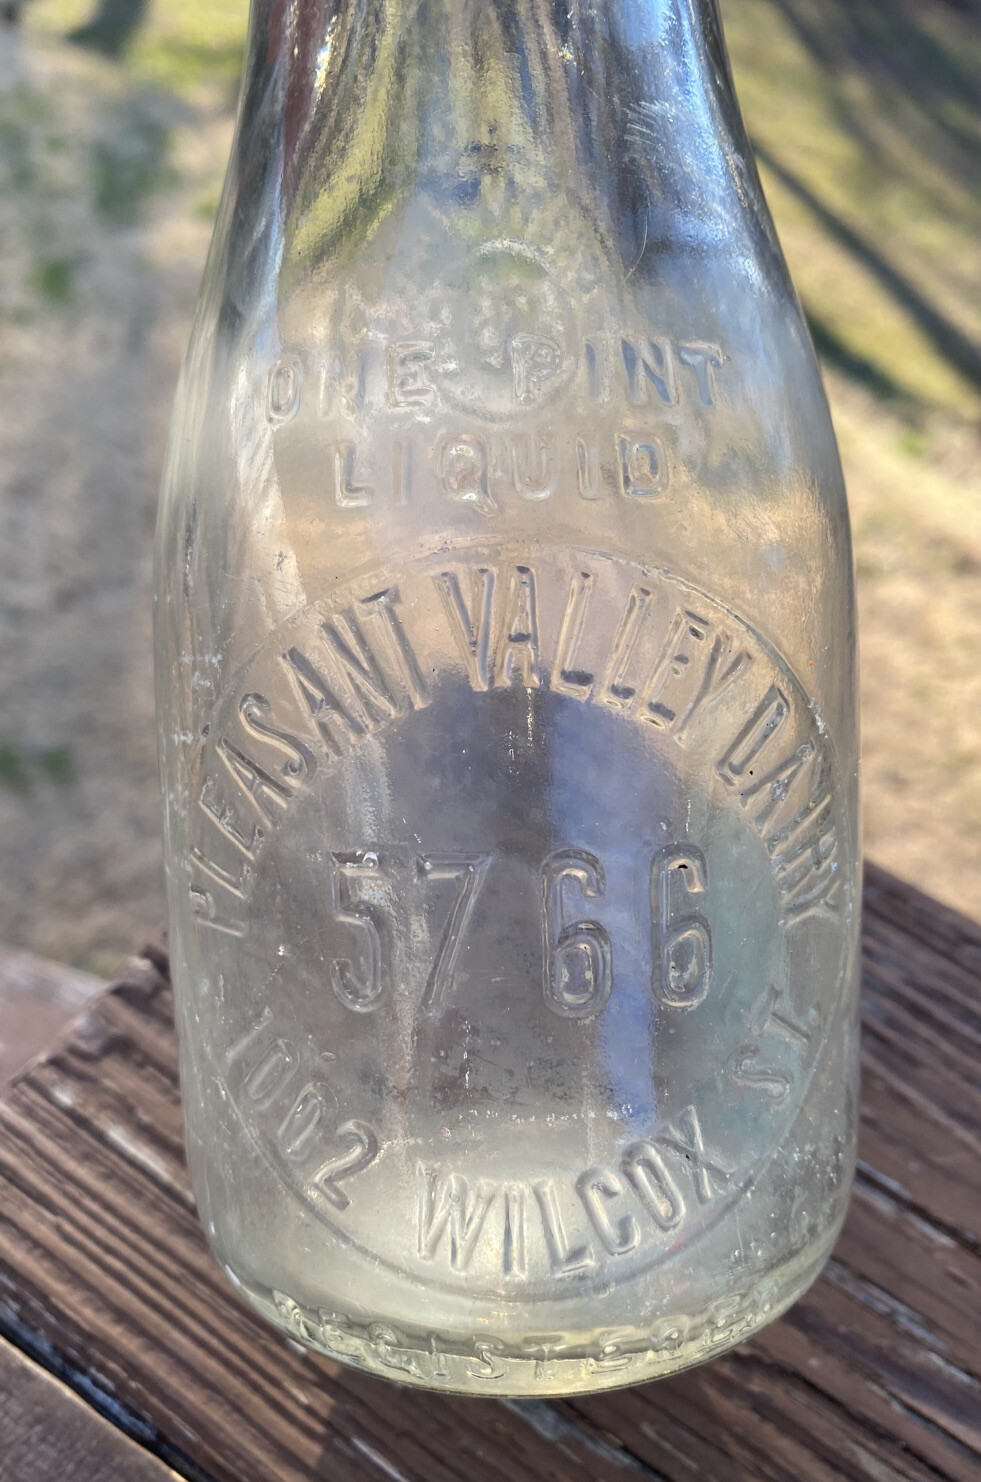 ONE PINT
LIQUID
PLEASANT VALLEY DAIRY
5766
1002 WILCOX ST.
REGISTERED